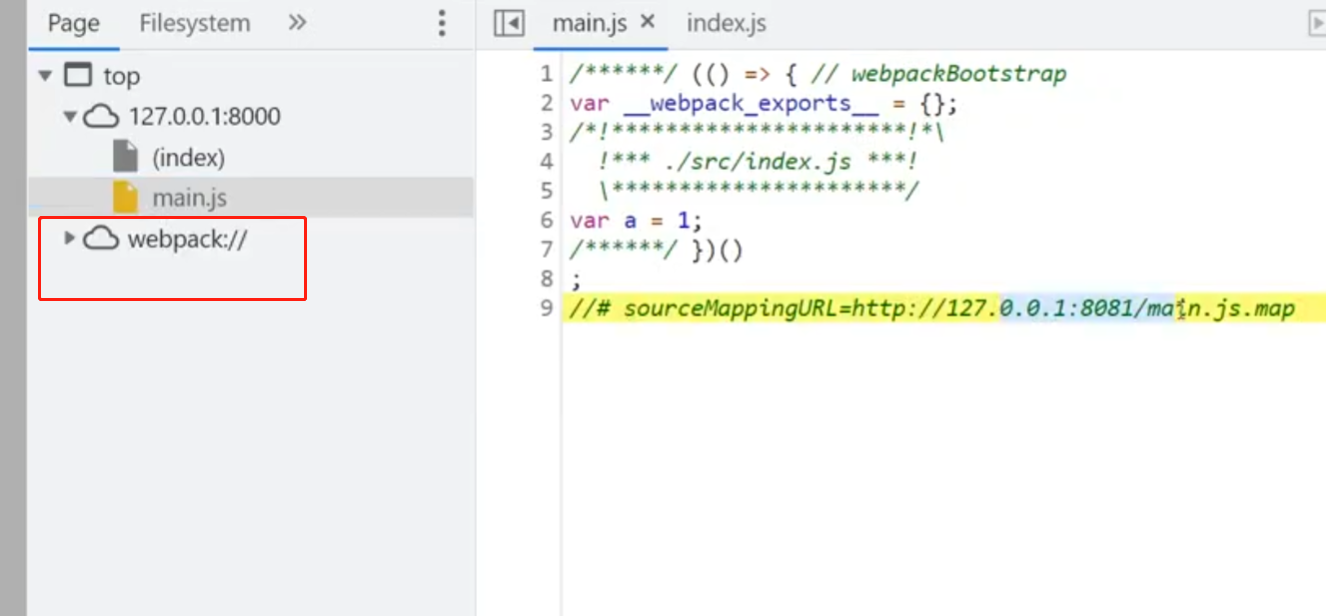 Page Filesystem »
top
127.0.0.1:8000
(index)
main.js
webpack://
main.js × index.js
1 /******/ (() => { // webpackBootstrap
2 var __webpack_exports__ = {};
3 /*!**********************!*\
4   !*** ./src/index.js ***!
5   \**********************/
6 var a = 1;
7 /******/ })()
8 ;
9 //# sourceMappingURL=http://127.0.0.1:8081/main.js.map